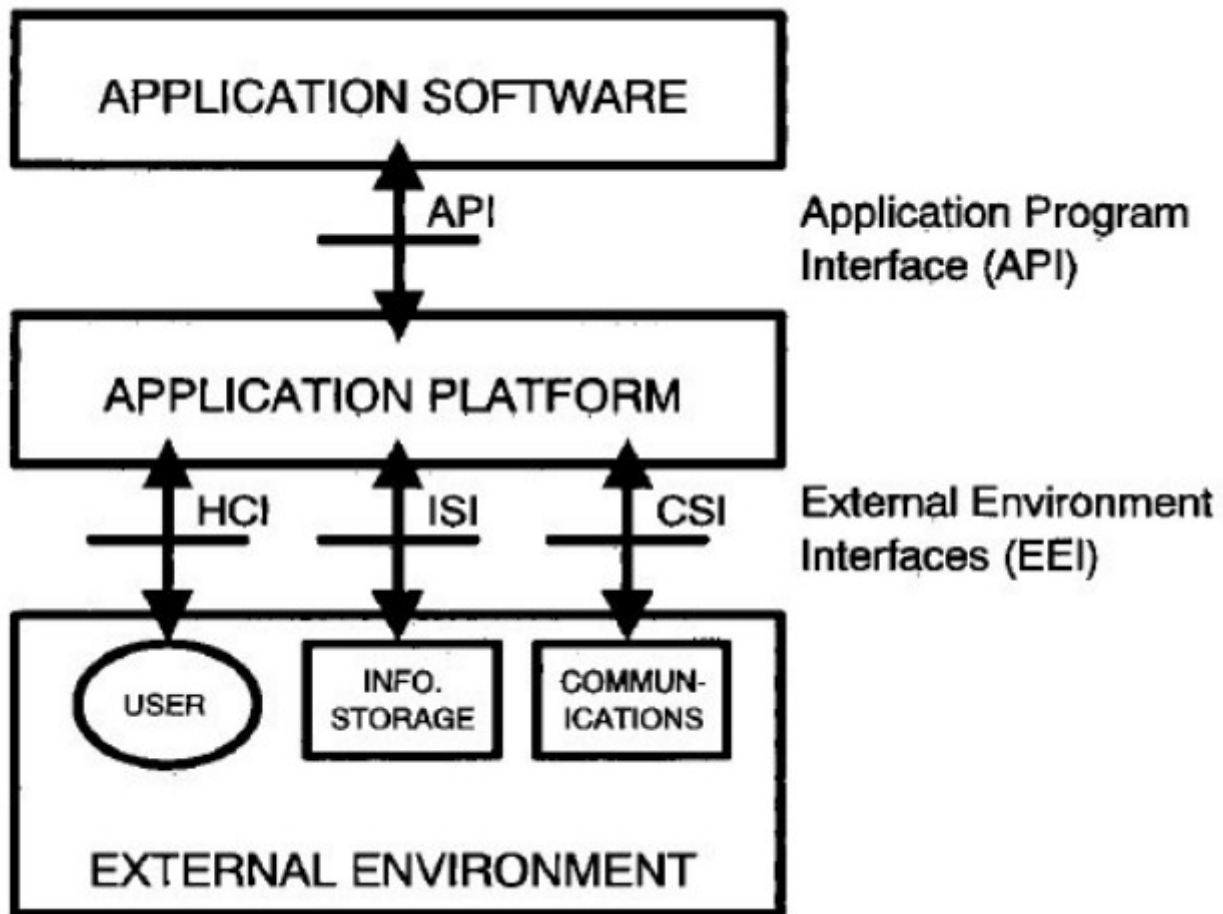 APPLICATION SOFTWARE
API
Application Program
Interface (API)
APPLICATION PLATFORM
HCI
ISI
CSI
External Environment
Interfaces (EEI)
USER
INFO.
STORAGE
COMMUN-
ICATIONS
EXTERNAL ENVIRONMENT